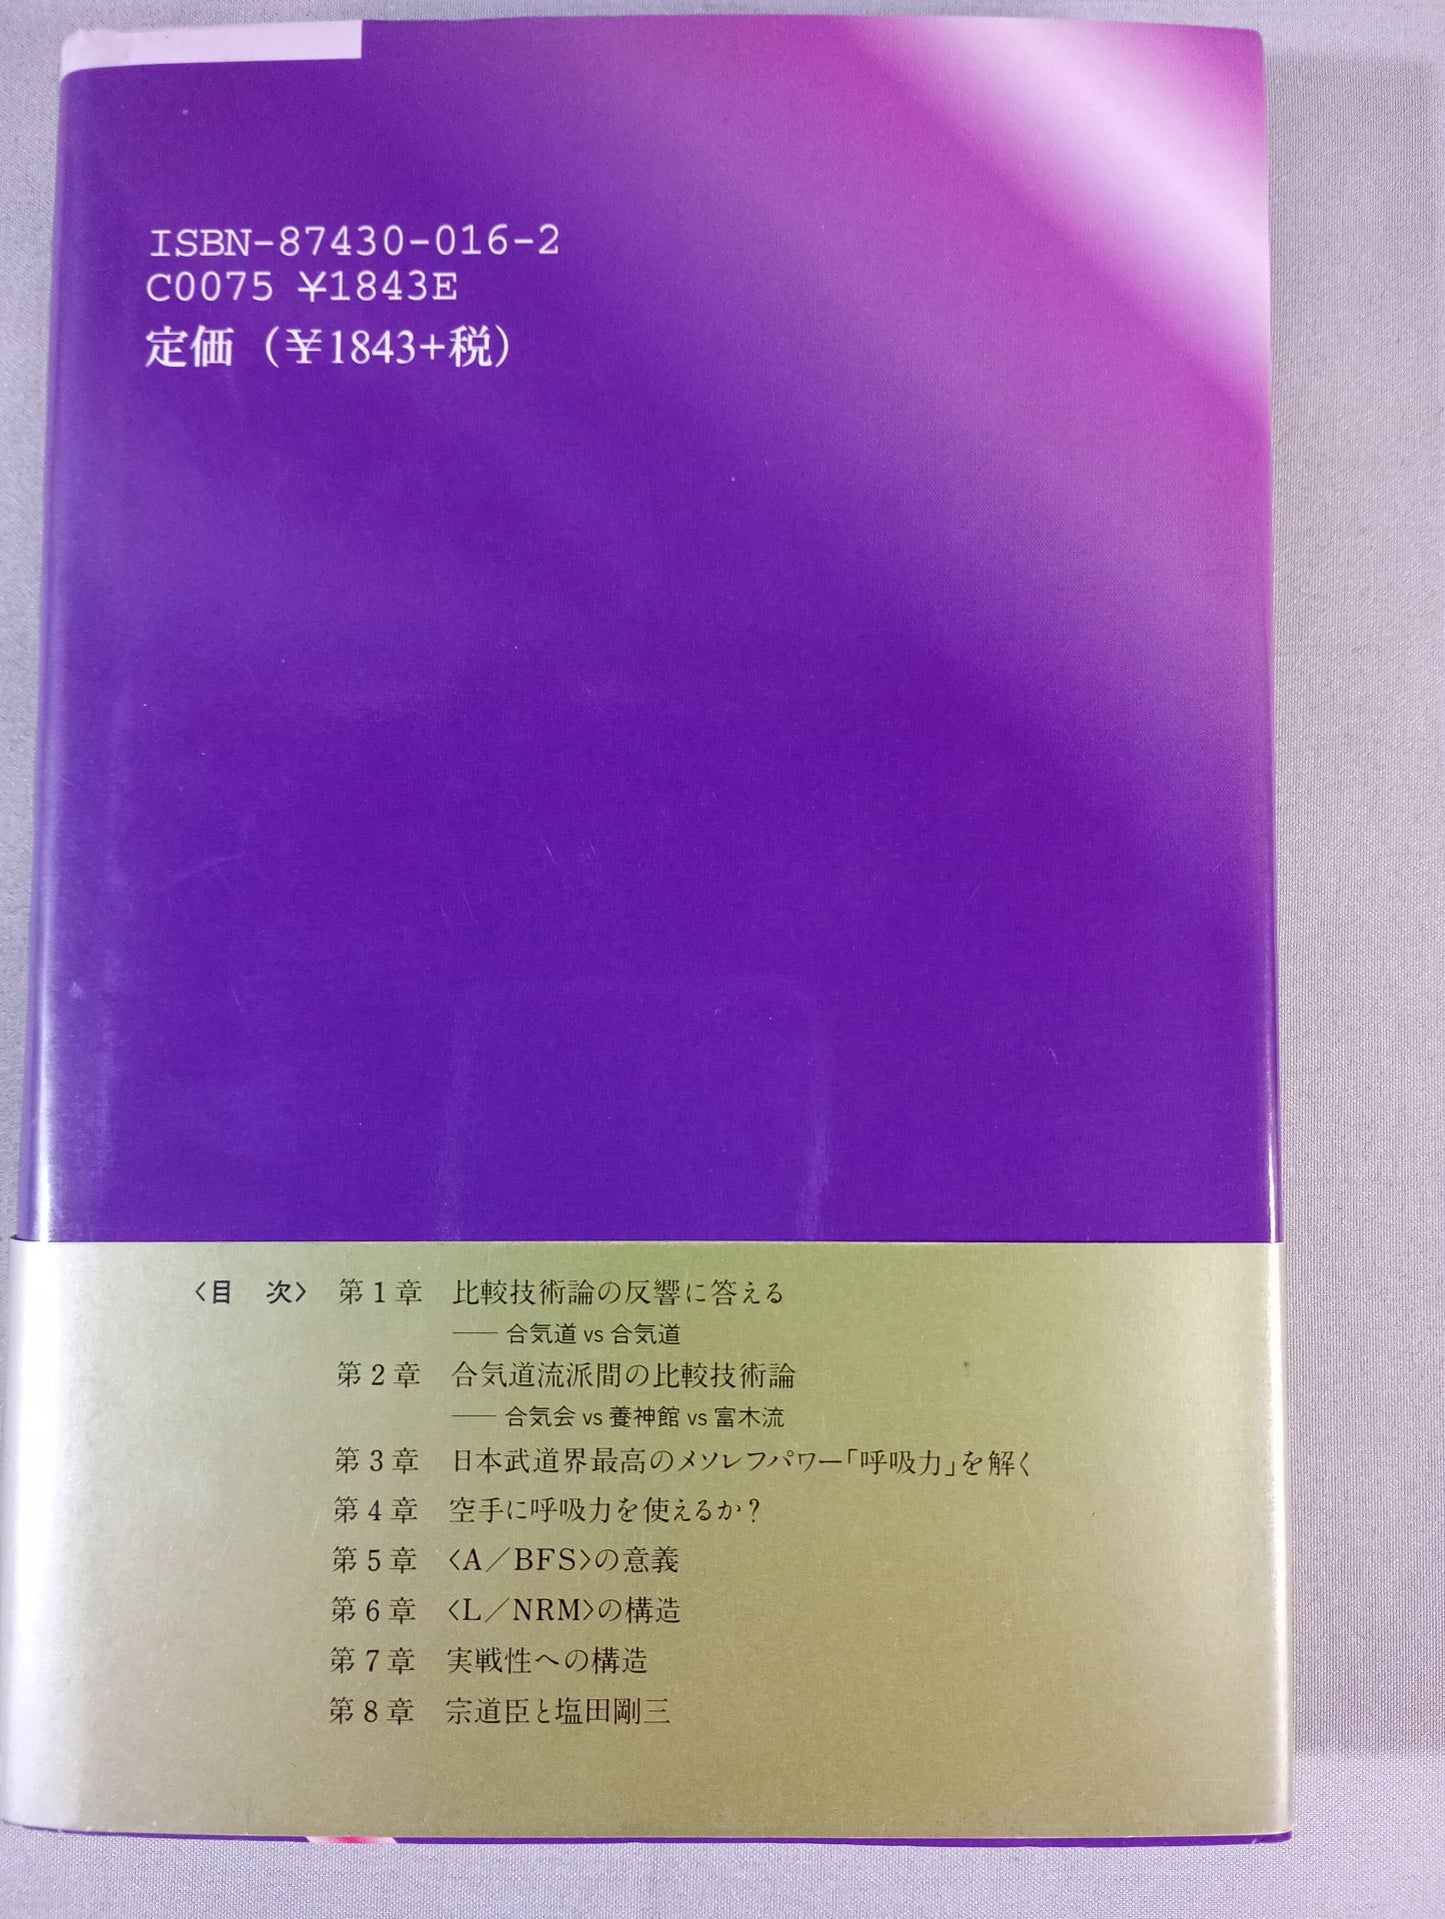 ISBN-87430-016-2
C0075 ¥1843E
定価（¥1843+税）
〈目　次〉 第1章　比較技術論の反響に答える
―― 合気道 vs 合気道
第2章　合気道流派間の比較技術論
―― 合気会 vs 養神館 vs 富木流
第3章　日本武道界最高のメソレフパワー「呼吸力」を解く
第4章　空手に呼吸力を使えるか？
第5章　〈A／BFS〉の意義
第6章　〈L／NRM〉の構造
第7章　実戦性への構造
第8章　宗道臣と塩田剛三